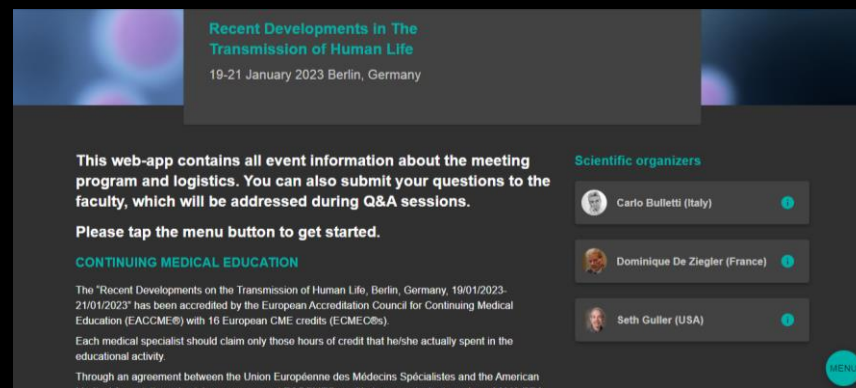 Recent Developments in The
Transmission of Human Life
19-21 January 2023 Berlin, Germany
This web-app contains all event information about the meeting
program and logistics. You can also submit your questions to the
faculty, which will be addressed during Q&A sessions.
Please tap the menu button to get started.
CONTINUING MEDICAL EDUCATION
The "Recent Developments on the Transmission of Human Life, Berlin, Germany, 19/01/2023-
21/01/2023" has been accredited by the European Accreditation Council for Continuing Medical
Education (EACCME®) with 16 European CME credits (ECMEC®s).
Each medical specialist should claim only those hours of credit that he/she actually spent in the
educational activity.
Through an agreement between the Union Européenne des Médecins Spécialistes and the American
Scientific organizers
Carlo Bulletti (Italy)
Dominique De Ziegler (France)
Seth Guller (USA)
MENU